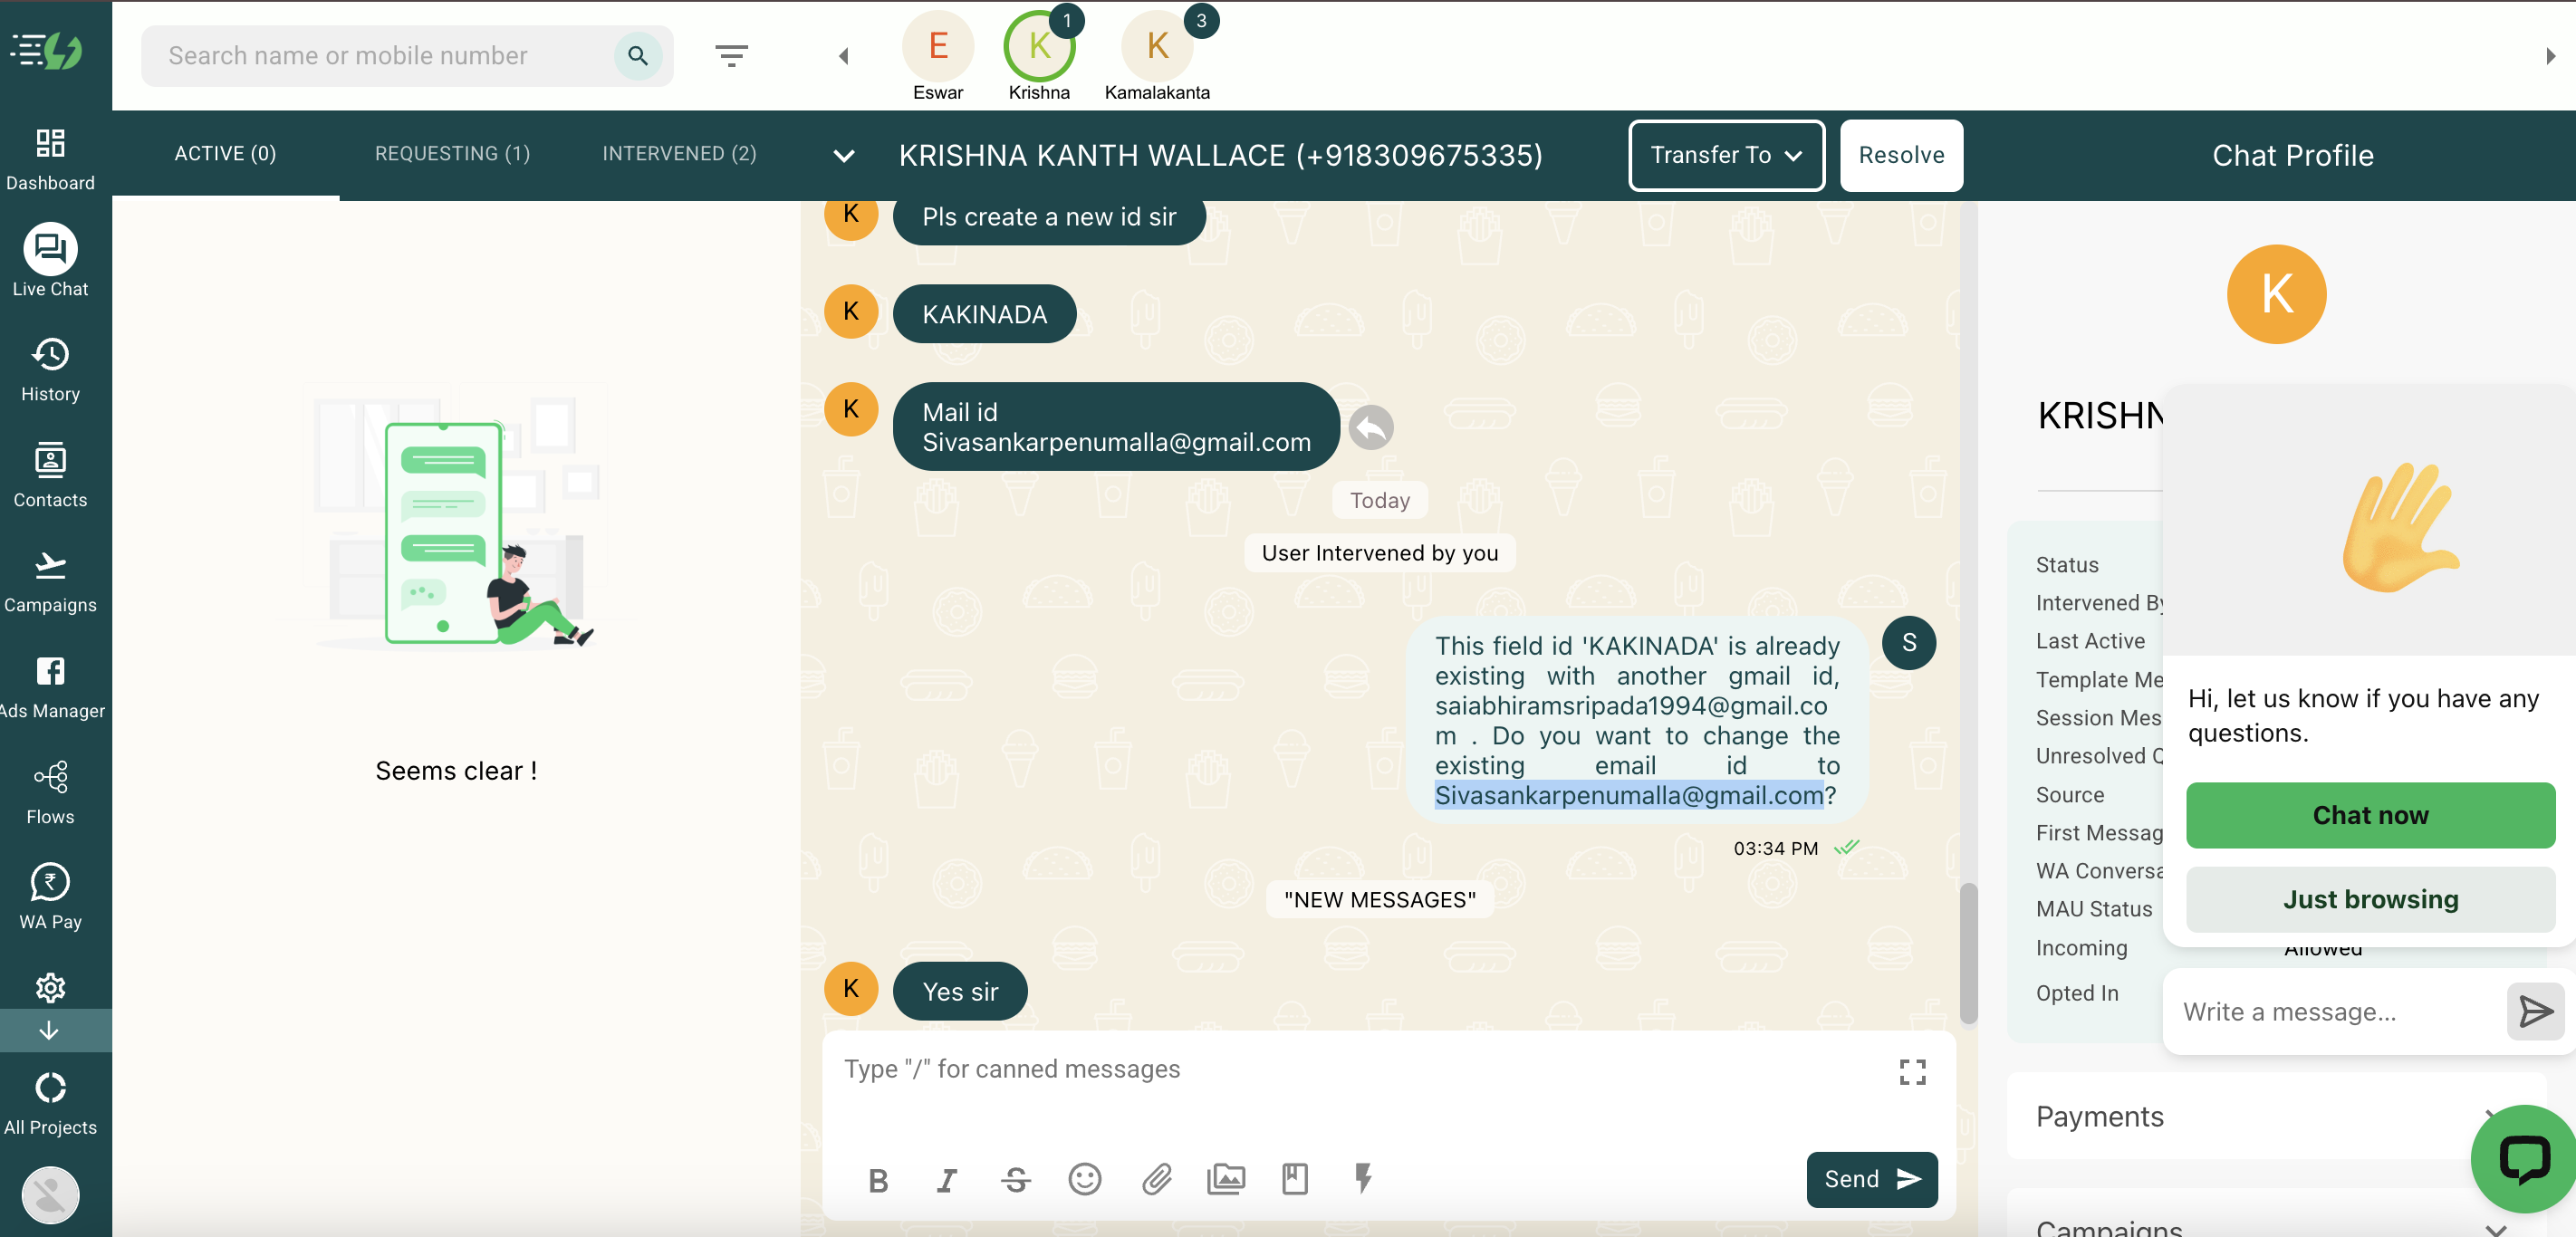 Search name or mobile number
E
Eswar
K
1
Krishna
K
3
Kamalakanta
Dashboard
Live Chat
History
Contacts
Campaigns
Ads Manager
Flows
WA Pay
All Projects
ACTIVE (0)
REQUESTING (1)
INTERVENED (2)
Seems clear !
KRISHNA KANTH WALLACE (+918309675335)
Transfer To
Resolve
K
Pls create a new id sir
K
KAKINADA
K
Mail id
Sivasankarpenumalla@gmail.com
Today
User Intervened by you
This field id 'KAKINADA' is already
existing with another gmail id,
saiabhiramsripada1994@gmail.co
m . Do you want to change the
existing email id to
Sivasankarpenumalla@gmail.com?
S
03:34 PM
"NEW MESSAGES"
K
Yes sir
Type "/" for canned messages
B I S
Send
Chat Profile
K
KRISHN
Status
Intervened By
Last Active
Template Me
Session Mes
Unresolved Q
Source
First Messag
WA Conversa
MAU Status
Incoming
Allowed
Opted In
Payments
Campaigns
Hi, let us know if you have any
questions.
Chat now
Just browsing
Write a message...